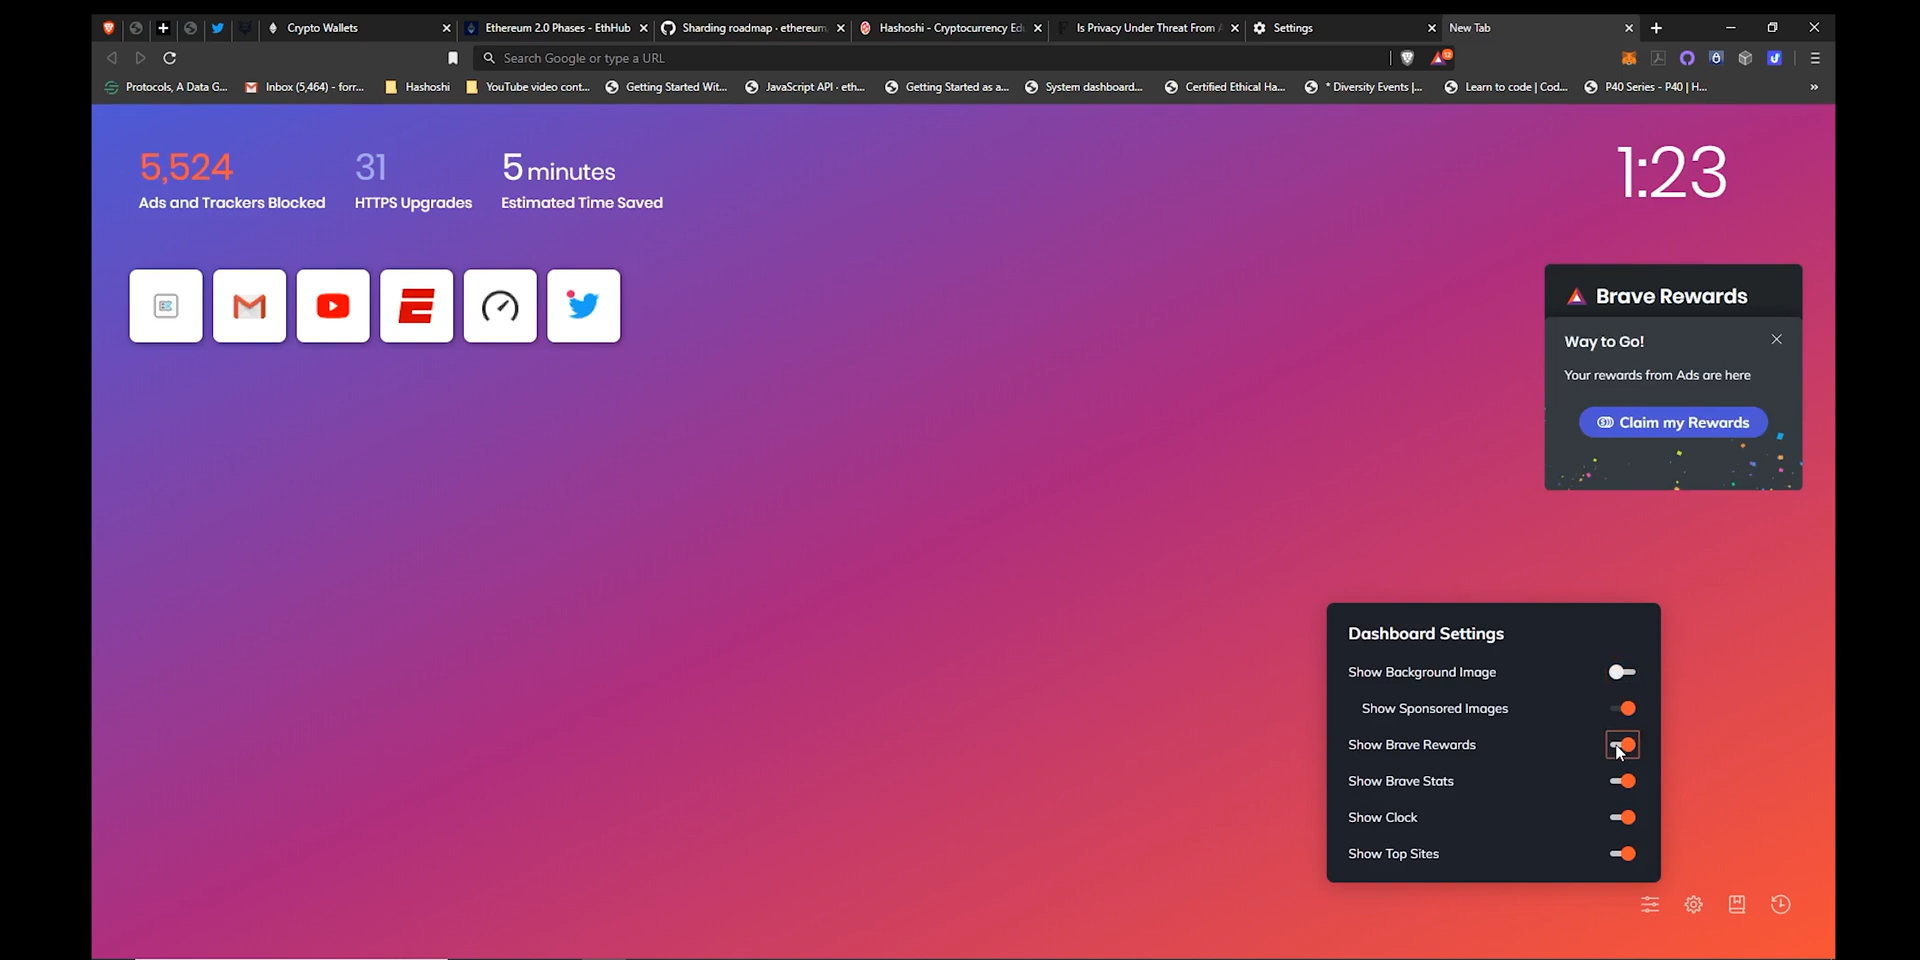 Crypto Wallets
Ethereum 2.0 Phases - EthHub
Sharding roadmap · ethereum
Hashoshi - Cryptocurrency Ed
Is Privacy Under Threat From
Settings
New Tab
Search Google or type a URL
12
Protocols, A Data G...
Inbox (5,464) - forr...
Hashoshi
YouTube video cont...
Getting Started Wit...
JavaScript API · eth...
Getting Started as a...
System dashboard...
Certified Ethical Ha...
* Diversity Events |...
Learn to code | Cod...
P40 Series - P40 | H...
»
5,524
Ads and Trackers Blocked
31
HTTPS Upgrades
5 minutes
Estimated Time Saved
1:23
Brave Rewards
Way to Go!
Your rewards from Ads are here
Claim my Rewards
Dashboard Settings
Show Background Image
Show Sponsored Images
Show Brave Rewards
Show Brave Stats
Show Clock
Show Top Sites